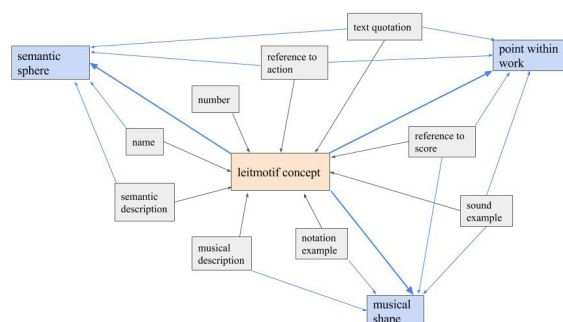 text quotation
semantic
sphere
point within
work
reference to
action
number
reference to
score
name
leitmotif concept
semantic
description
sound
example
musical
description
notation
example
musical
shape